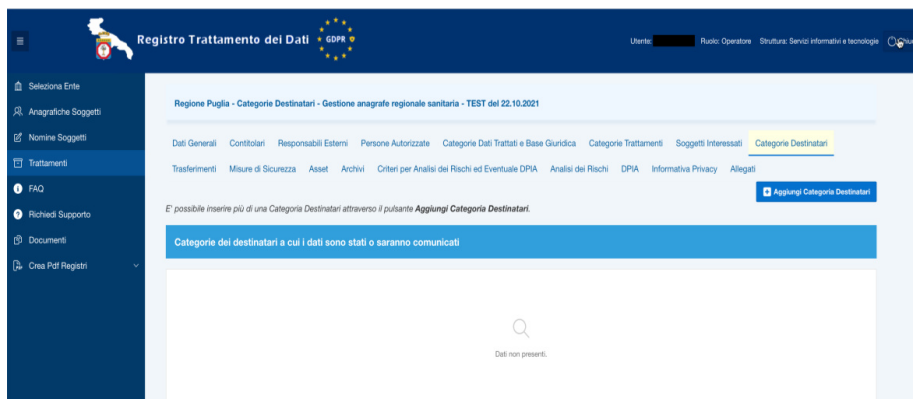 Registro Trattamento dei Dati
GDPR
Utente:
Ruolo: Operatore
Struttura: Servizi informativi e tecnologie
Seleziona Ente
Anagrafiche Soggetti
Nomine Soggetti
Trattamenti
FAQ
Richiedi Supporto
Documenti
Crea Pdf Registri
Regione Puglia - Categorie Destinatari - Gestione anagrafe regionale sanitaria - TEST del 22.10.2021
Dati Generali Contitolari Responsabili Esterni Persone Autorizzate Categorie Dati Trattati e Base Giuridica Categorie Trattamenti Soggetti Interessati Categorie Destinatari
Trasferimenti Misure di Sicurezza Asset Archivi Criteri per Analisi dei Rischi ed Eventuale DPIA Analisi dei Rischi DPIA Informativa Privacy Allegati
Aggiungi Categoria Destinatari
E' possibile inserire più di una Categoria Destinatari attraverso il pulsante Aggiungi Categoria Destinatari.
Categorie dei destinatari a cui i dati sono stati o saranno comunicati
Dati non presenti.